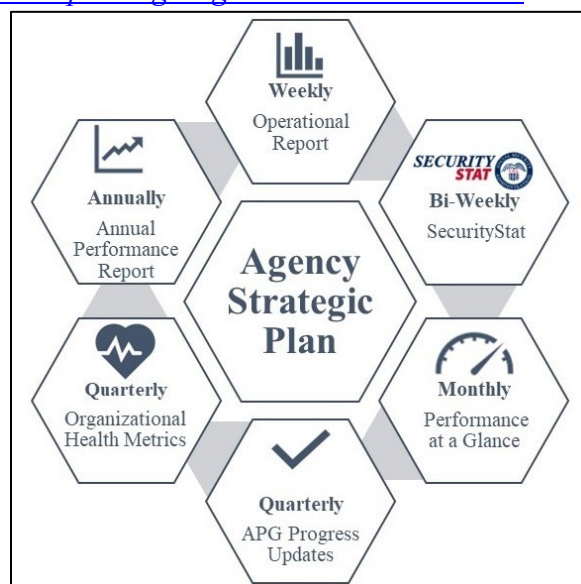 Weekly
Operational
Report
SECURITY
STAT
Bi-Weekly
SecurityStat
Monthly
Performance
at a Glance
Quarterly
APG Progress
Updates
Quarterly
Organizational
Health Metrics
Annually
Annual
Performance
Report
Agency
Strategic
Plan